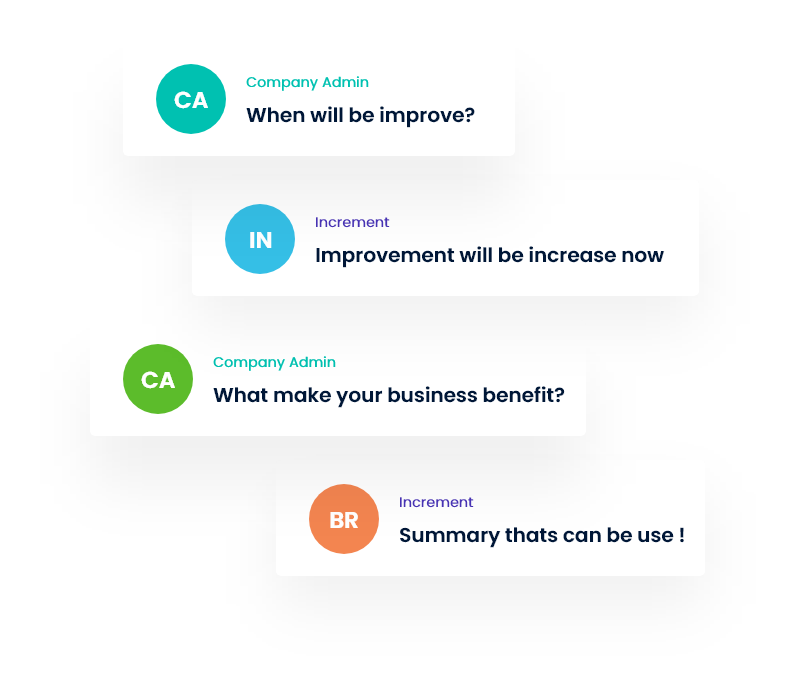 CA
Company Admin
When will be improve?
IN
Increment
Improvement will be increase now
CA
Company Admin
What make your business benefit?
BR
Increment
Summary thats can be use !